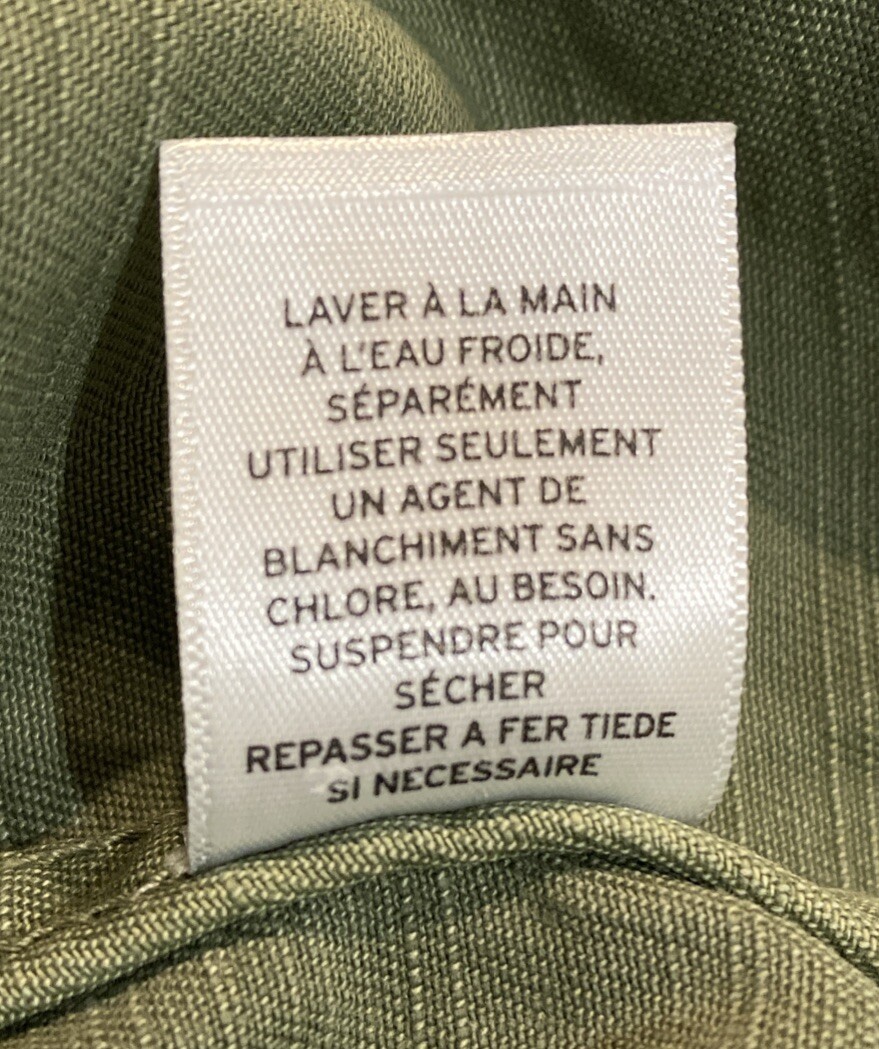 LAVER À LA MAIN
À L'EAU FROIDE,
SÉPARÉMENT
UTILISER SEULEMENT
UN AGENT DE
BLANCHIMENT SANS
CHLORE, AU BESOIN.
SUSPENDRE POUR
SÉCHER
REPASSER A FER TIEDE
SI NECESSAIRE